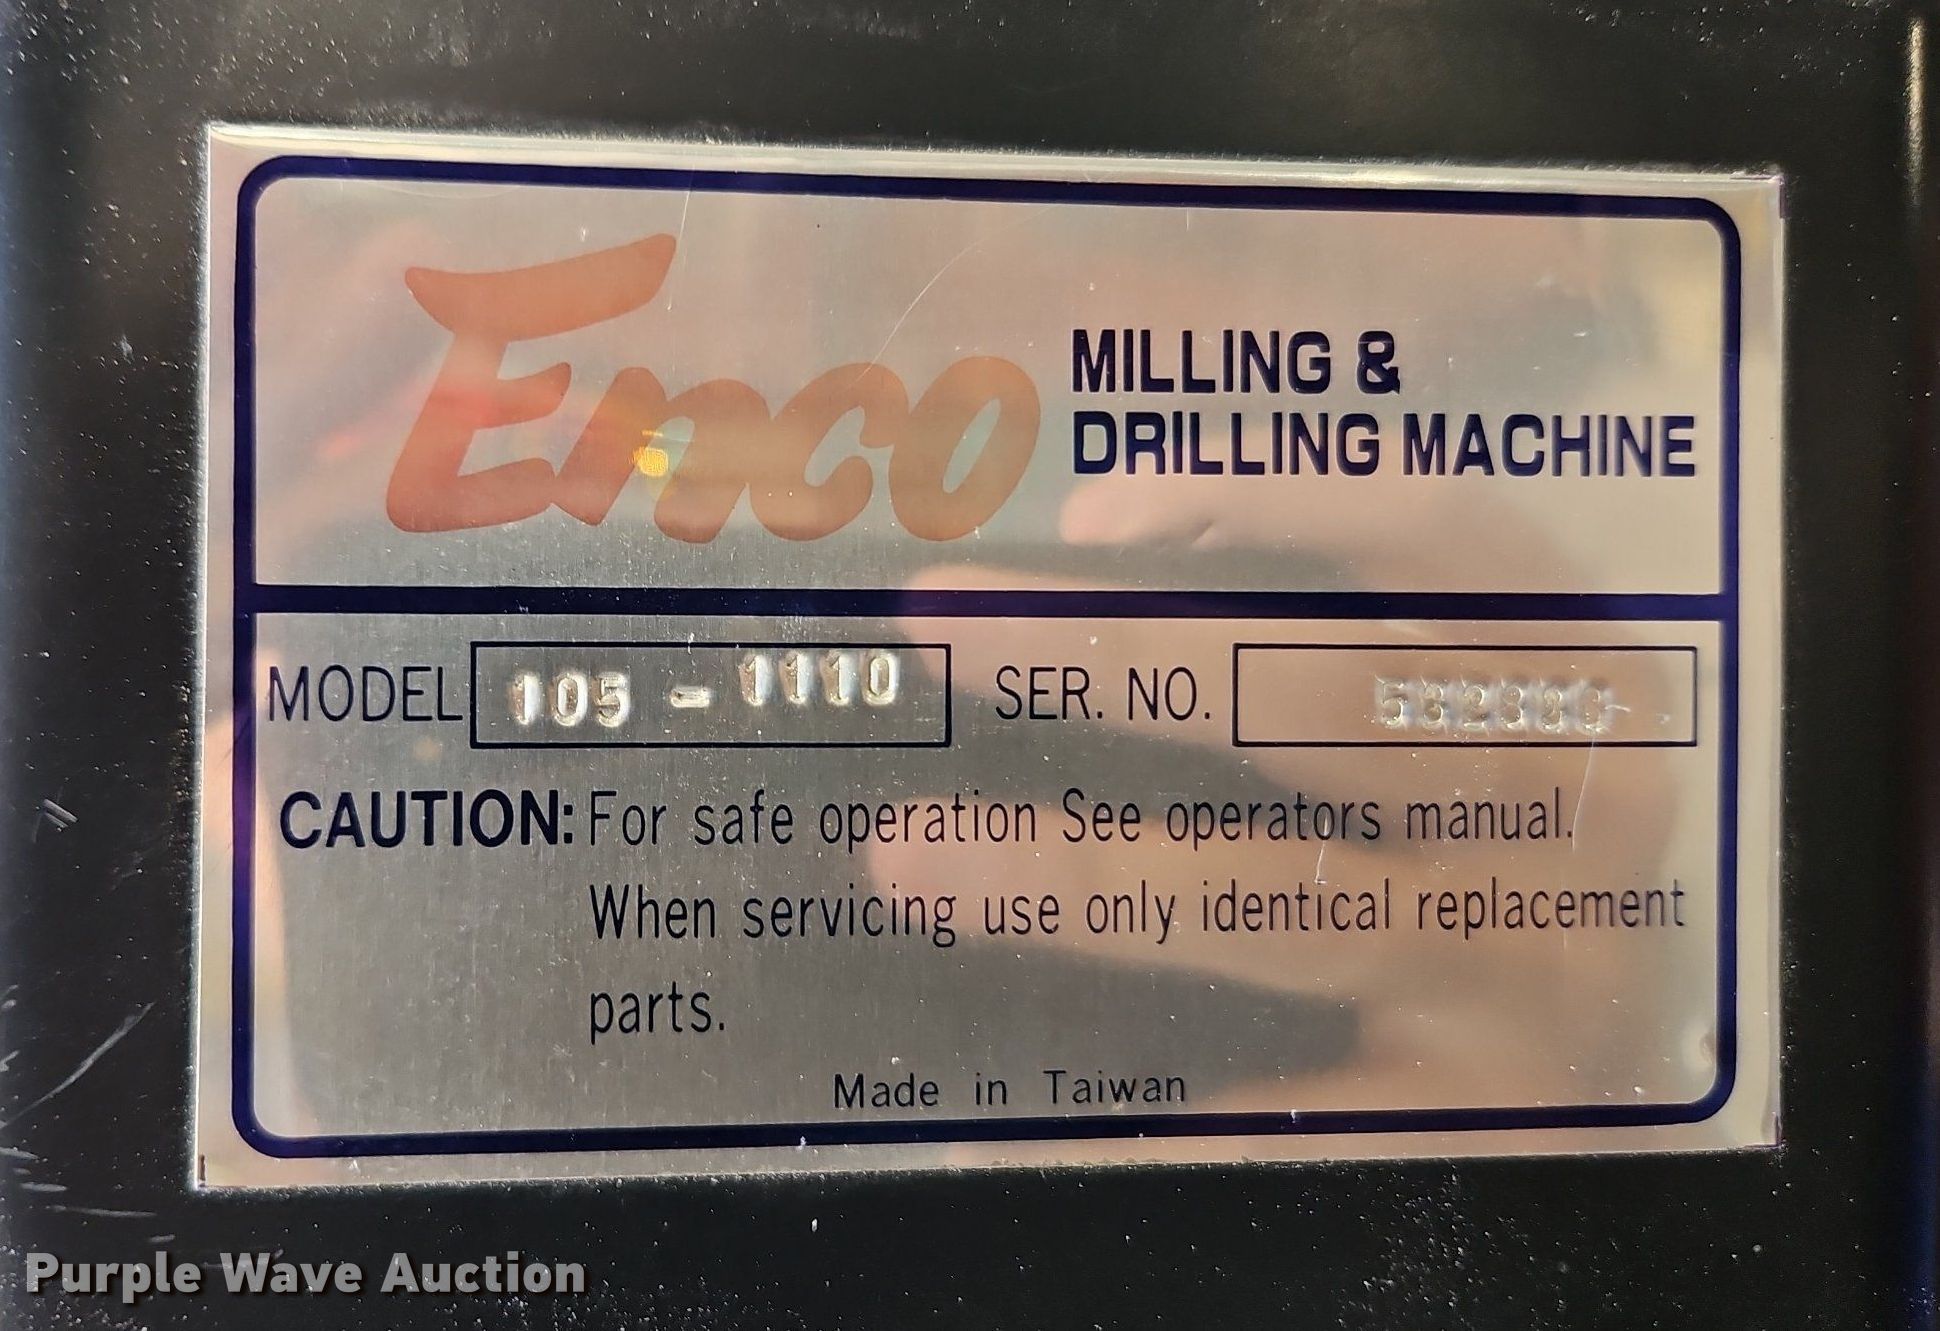 Enco
MILLING &
DRILLING MACHINE
MODEL 105-1110 SER. NO.
CAUTION: For safe operation See operators manual.
When servicing use only identical replacement
parts.
Made in Taiwan
Purple Wave Auction